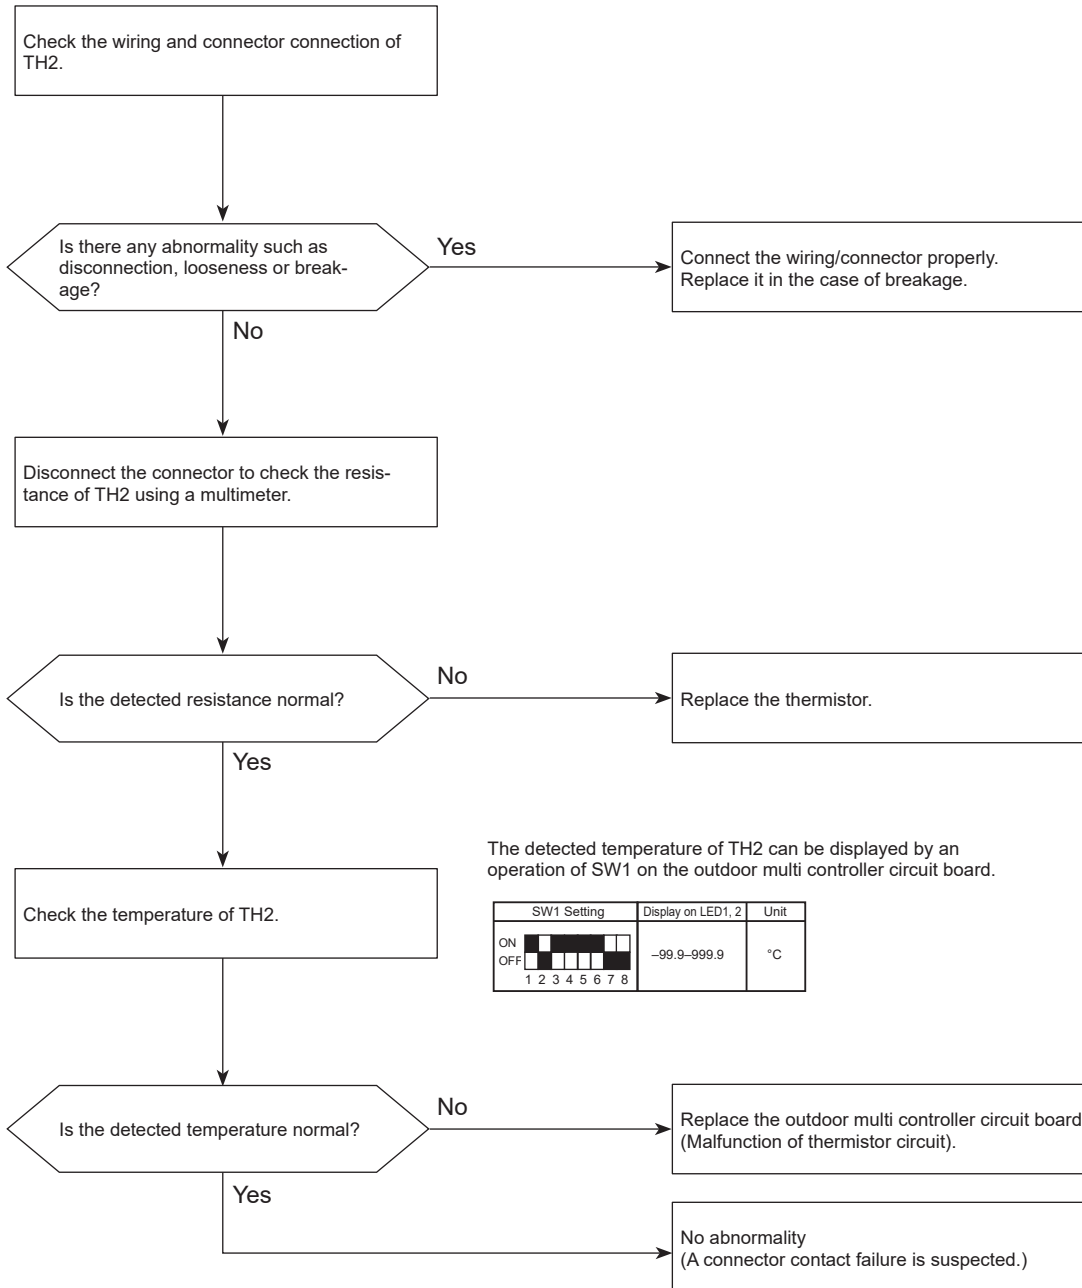 Check the wiring and connector connection of
TH2.
Is there any abnormality such as
disconnection, looseness or break-
age?
Yes
Connect the wiring/connector properly.
Replace it in the case of breakage.
No
Disconnect the connector to check the resis-
tance of TH2 using a multimeter.
Is the detected resistance normal?
No
Replace the thermistor.
Yes
Check the temperature of TH2.
The detected temperature of TH2 can be displayed by an
operation of SW1 on the outdoor multi controller circuit board.
SW1 Setting Display on LED1, 2 Unit
ON
OFF
1 2 3 4 5 6 7 8
–99.9–999.9
°C
Is the detected temperature normal?
No
Replace the outdoor multi controller circuit board
(Malfunction of thermistor circuit).
Yes
No abnormality
(A connector contact failure is suspected.)